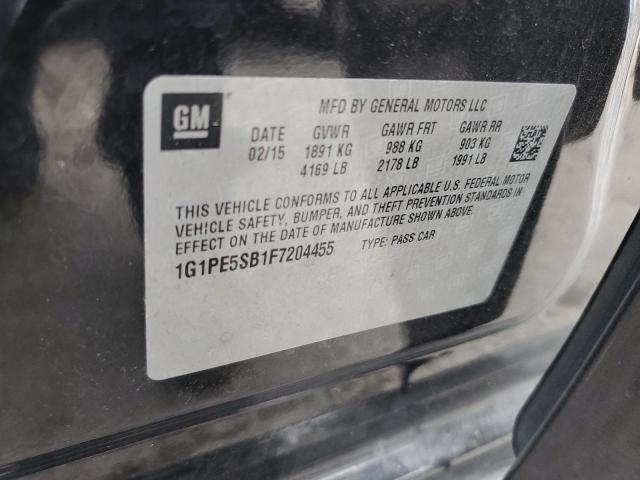 GM
MFD BY GENERAL MOTORS LLC
DATE GVWR GAWR FRT GAWR RR
02/15 1891 KG 988 KG 903 KG
4169 LB 2178 LB 1991 LB
THIS VEHICLE CONFORMS TO ALL APPLICABLE U.S. FEDERAL MOTOR
VEHICLE SAFETY, BUMPER, AND THEFT PREVENTION STANDARDS IN
EFFECT ON THE DATE OF MANUFACTURE SHOWN ABOVE.
1G1PE5SB1F7204455 TYPE: PASS CAR